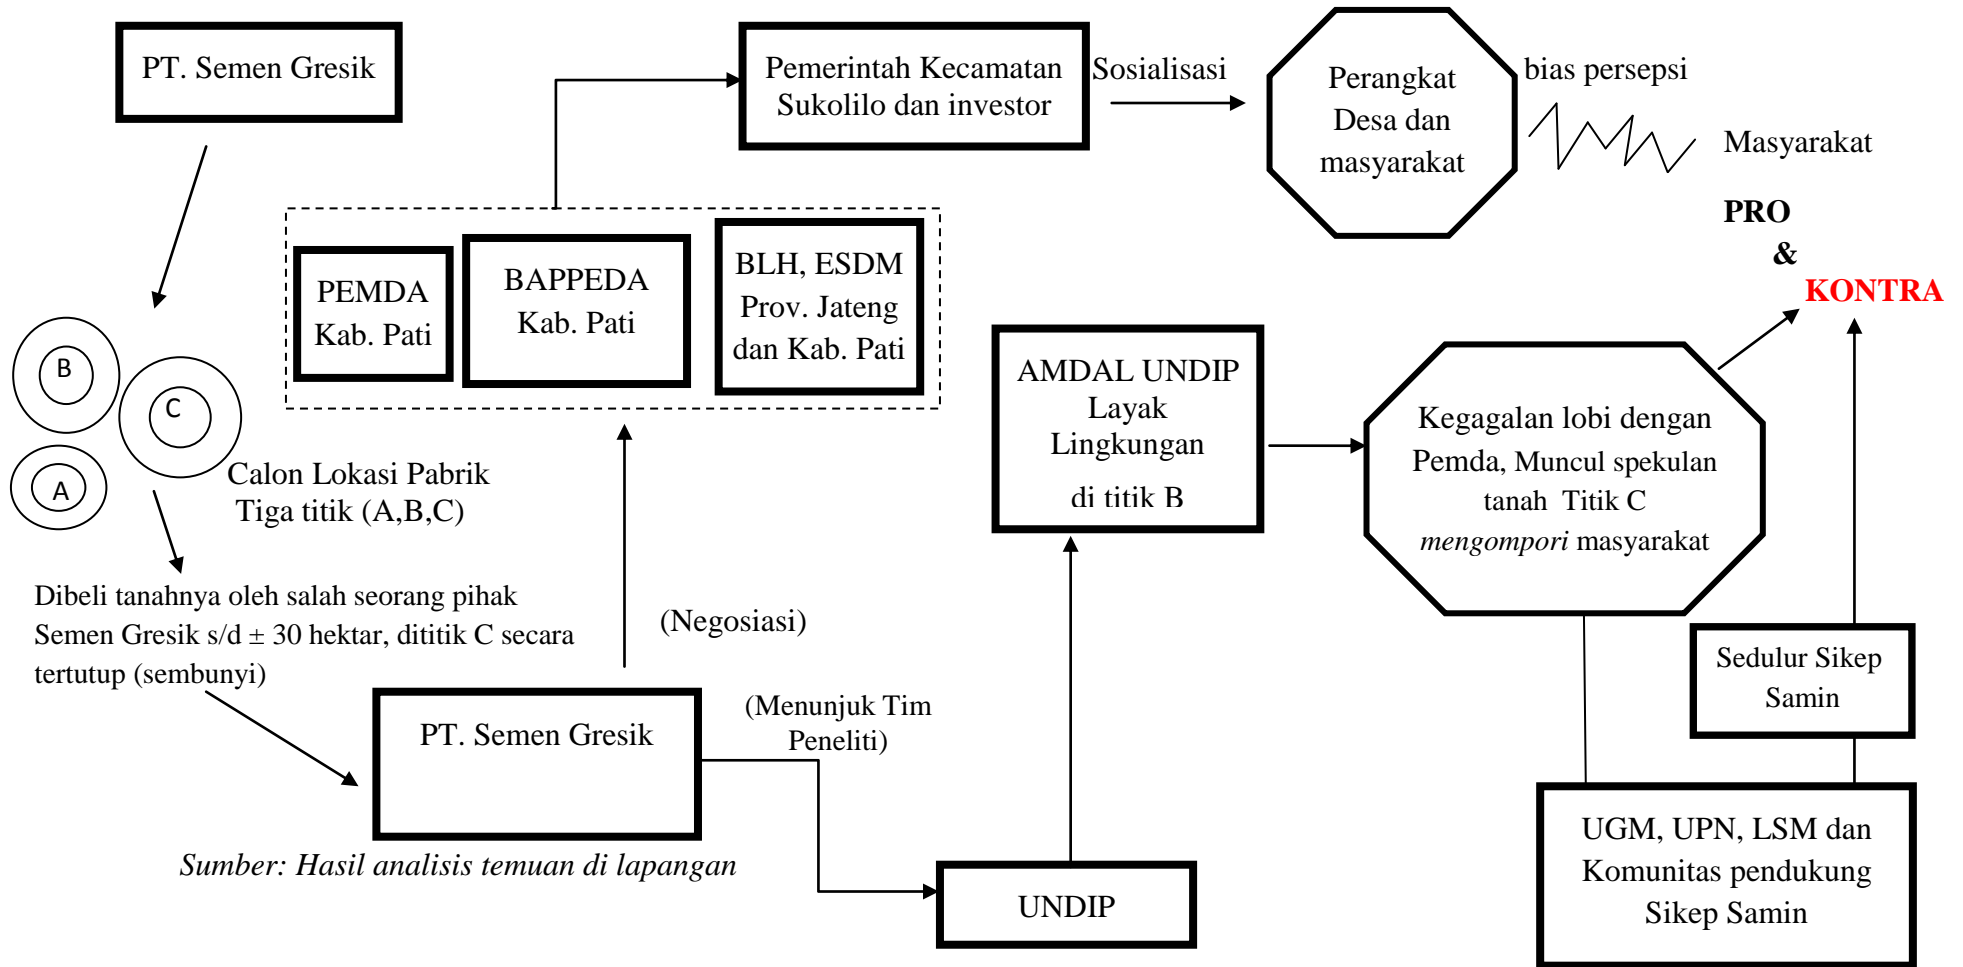 PT. Semen Gresik
Pemerintah Kecamatan
Sukolilo dan investor
Sosialisasi
Perangkat
Desa dan
masyarakat
bias persepsi
Masyarakat
PRO
&
KONTRA
PEMDA
Kab. Pati
BAPPEDA
Kab. Pati
BLH, ESDM
Prov. Jateng
dan Kab. Pati
B
C
A
Calon Lokasi Pabrik
Tiga titik (A,B,C)
AMDAL UNDIP
Layak
Lingkungan
di titik B
Kegagalan lobi dengan
Pemda, Muncul spekulan
tanah Titik C
mengompori masyarakat
Dibeli tanahnya oleh salah seorang pihak
Semen Gresik s/d ± 30 hektar, dititik C secara
tertutup (sembunyi)
(Negosiasi)
PT. Semen Gresik
(Menunjuk Tim
Peneliti)
Sedulur Sikep
Samin
UGM, UPN, LSM dan
Komunitas pendukung
Sikep Samin
UNDIP
Sumber: Hasil analisis temuan di lapangan